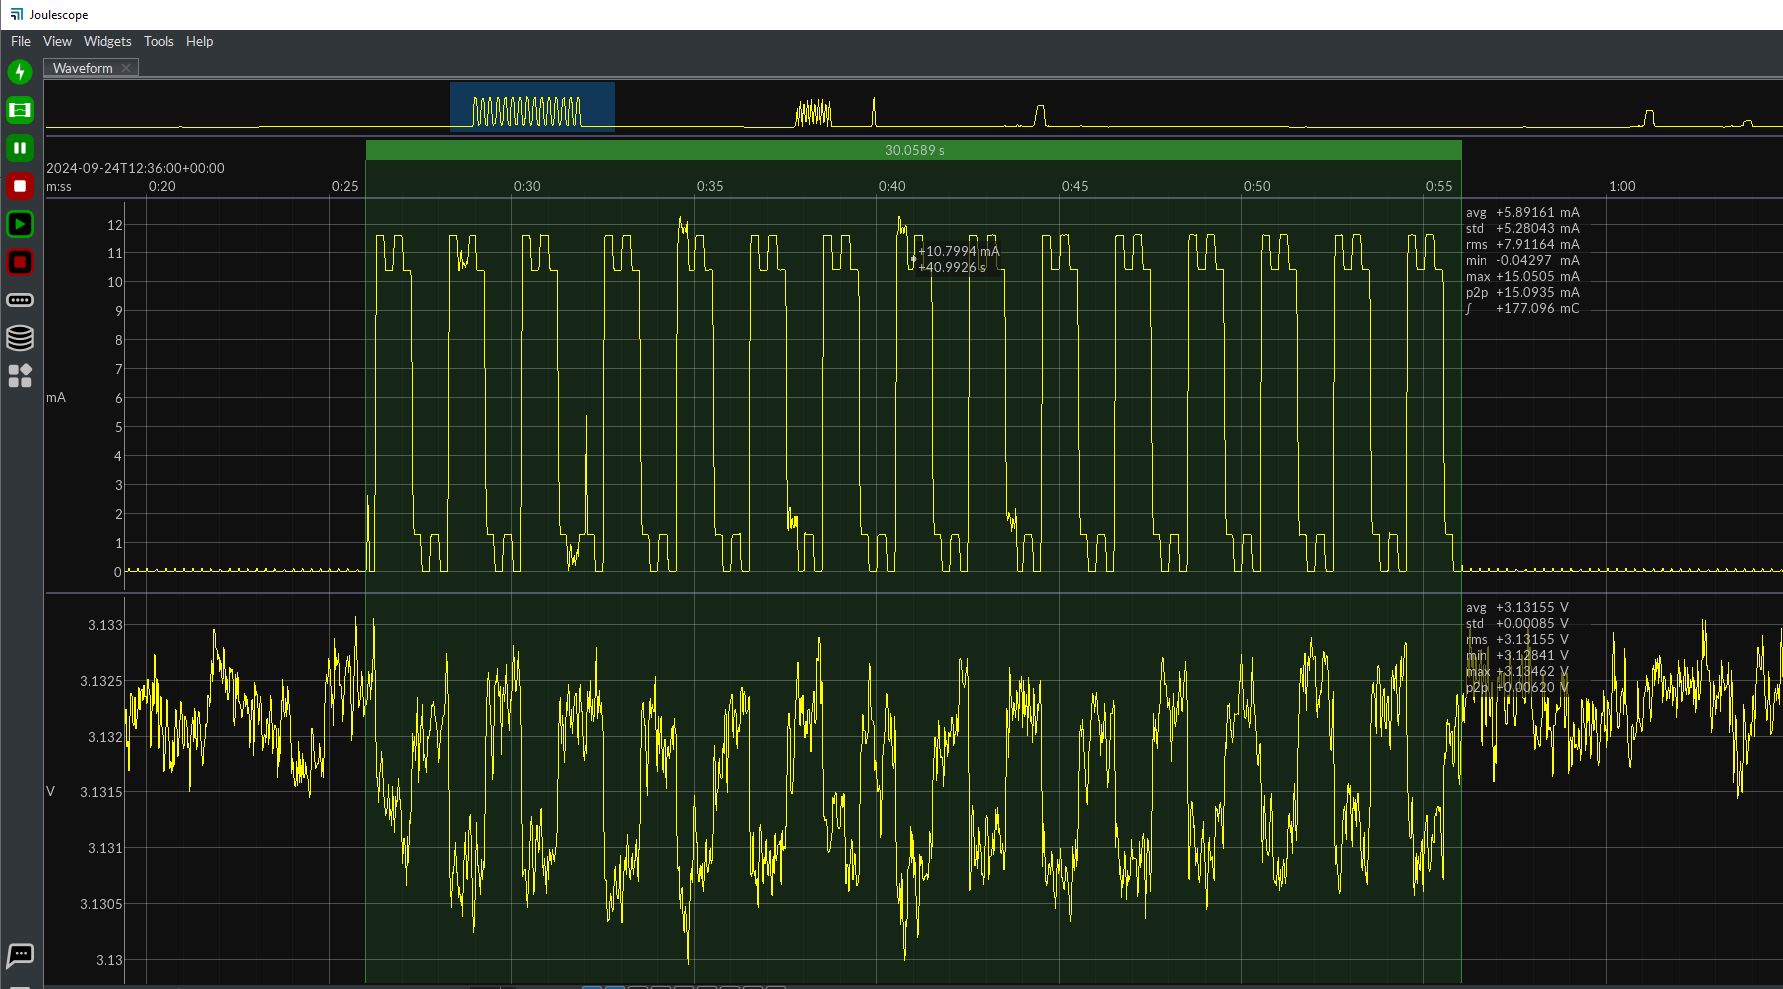 Joulescope
File View Widgets Tools Help
Waveform
30.0589 s
2024-09-24T12:36:00+00:00
m:ss 0:20 0:25 0:30 0:35 0:40 0:45 0:50 0:55 1:00
12
11
10
9
8
7
6
5
4
3
2
1
0
mA
+10.7994 mA
+40.9926 s
avg +5.89161 mA
std +5.28043 mA
rms +7.91164 mA
min -0.04297 mA
max +15.0505 mA
p2p +15.0935 mA
∫ +177.096 mC
3.133
3.1325
3.132
3.1315
3.131
3.1305
3.13
V
avg +3.13155 V
std +0.00085 V
rms +3.13155 V
min +3.12841 V
max +3.13462 V
p2p +0.00620 V